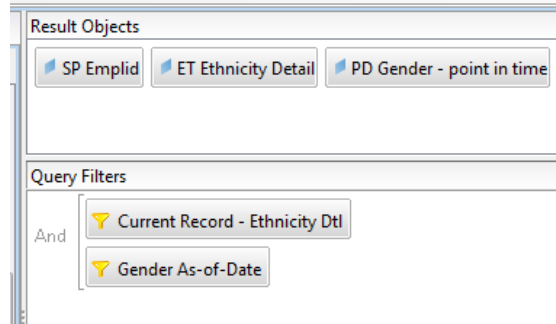 Result Objects
SP Emplid ET Ethnicity Detail PD Gender - point in time
Query Filters
And
Current Record - Ethnicity Dtl
Gender As-of-Date